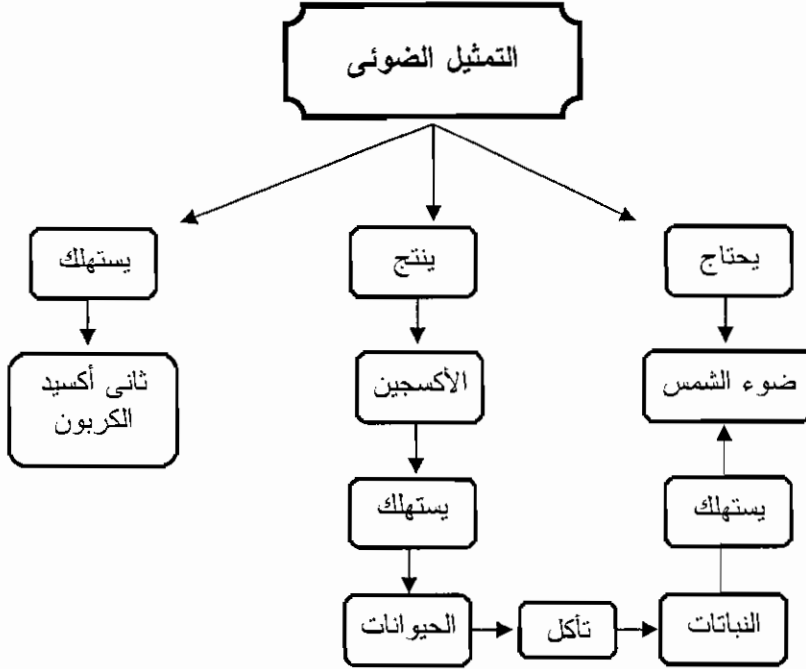 التمثيل الضوئى
يحتاج
ينتج
يستهلك
ضوء الشمس
الأكسجين
ثانى أكسيد
الكربون
يستهلك
يستهلك
النباتات
تأكل
الحيوانات